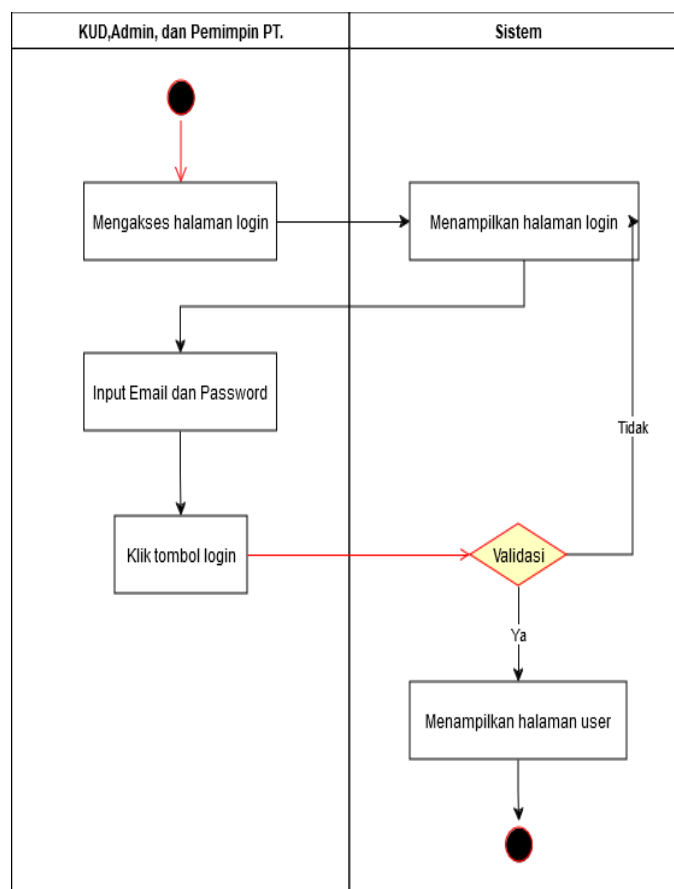 KUD,Admin, dan Pemimpin PT.
Sistem
Mengakses halaman login
Menampilkan halaman login
Input Email dan Password
Tidak
Klik tombol login
Validasi
Ya
Menampilkan halaman user